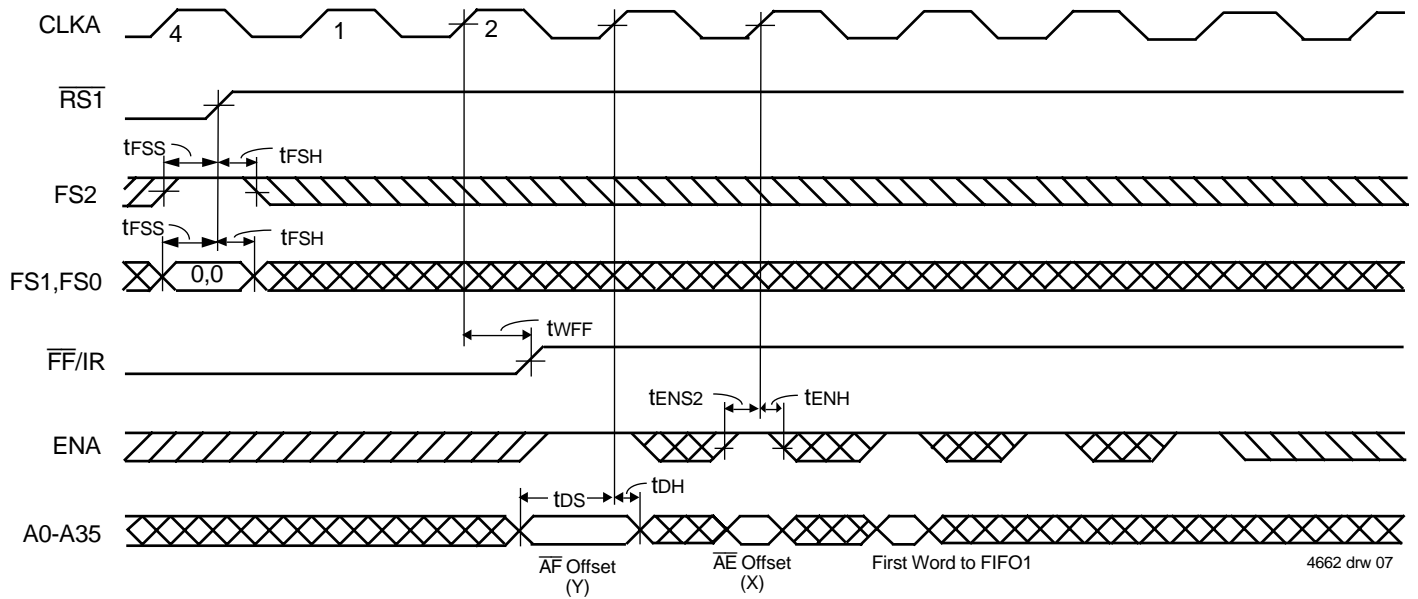 CLKA
4
1
2
RS1
tFSS
tFSH
FS2
tFSS
tFSH
FS1,FS0
0,0
tWFF
FF/IR
tENS2
tENH
ENA
tDS
tDH
A0-A35
AF Offset
(Y)
AE Offset
(X)
First Word to FIFO1
4662 drw 07